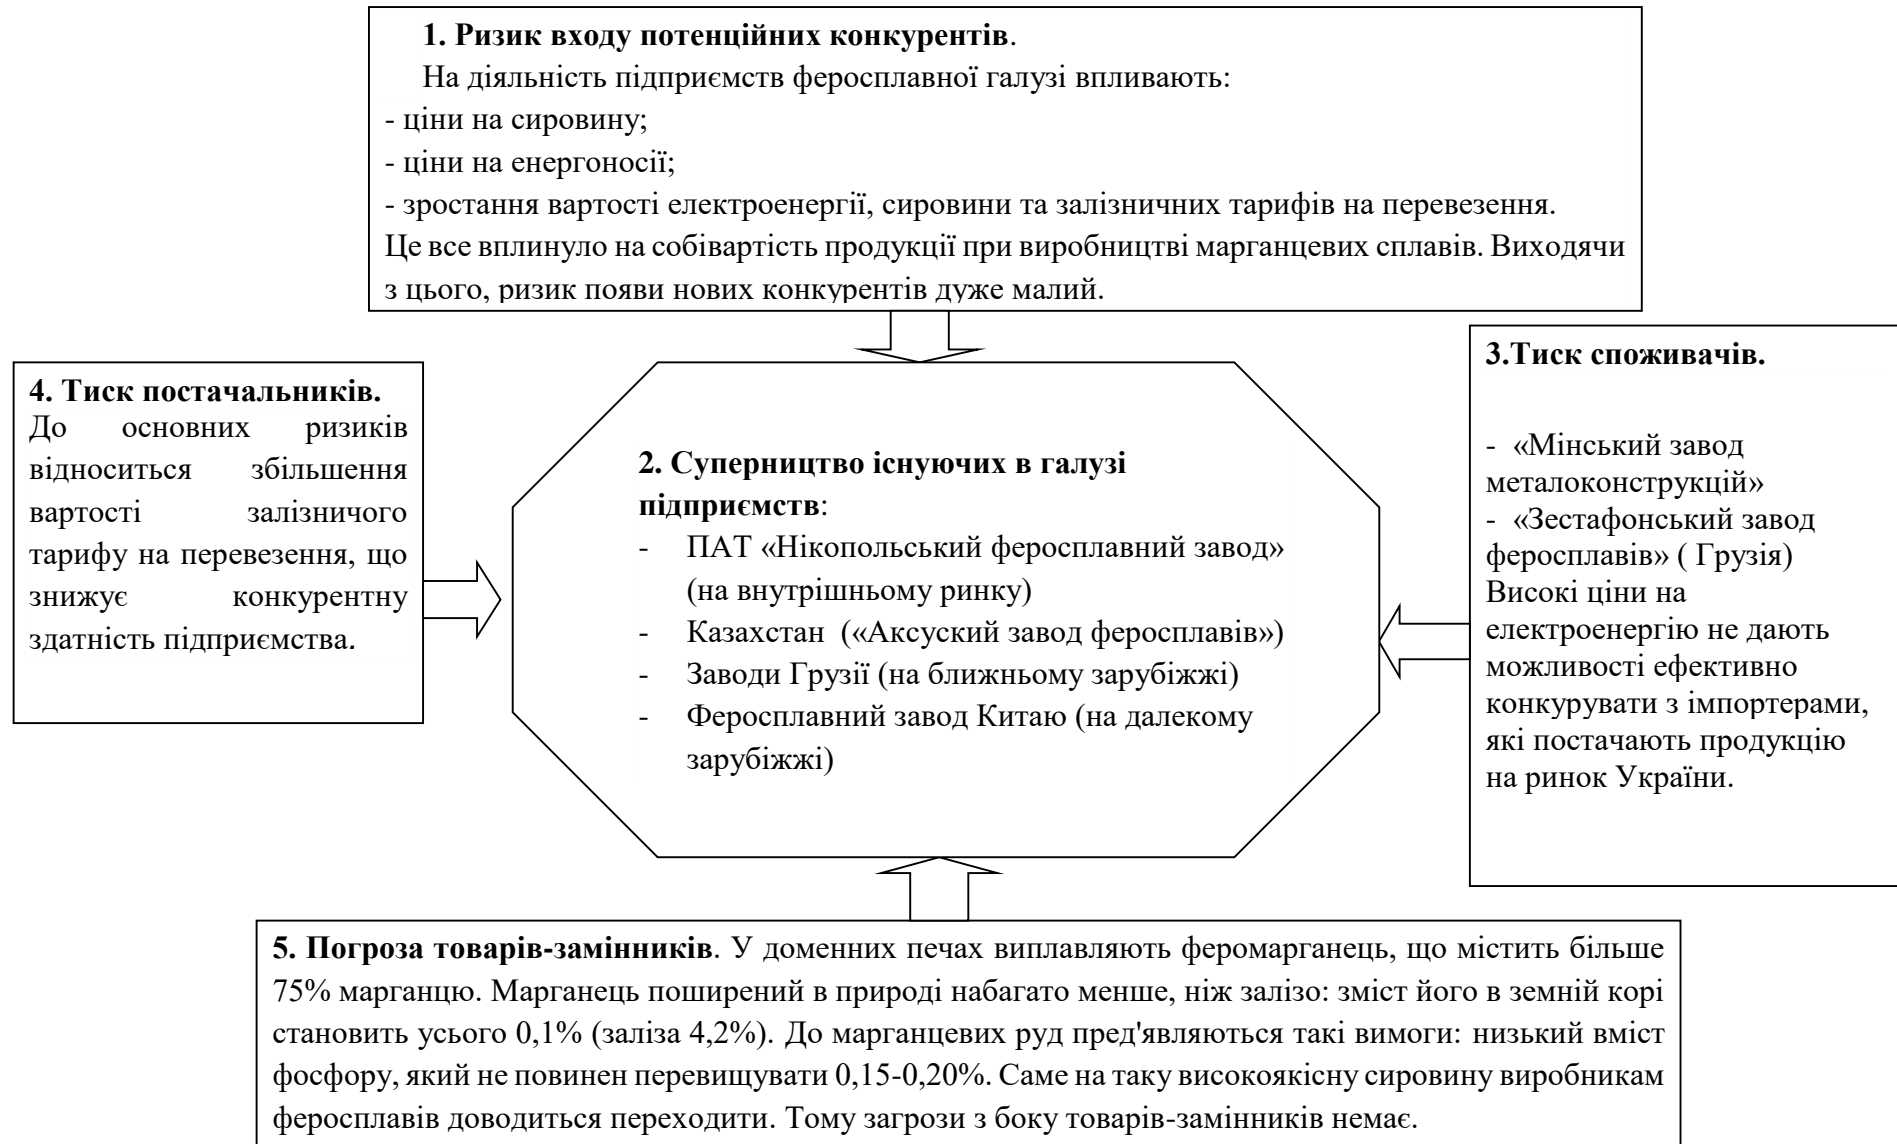 1. Ризик входу потенційних конкурентів.
На діяльність підприємств феросплавної галузі впливають:
- ціни на сировину;
- ціни на енергоносії;
- зростання вартості електроенергії, сировини та залізничних тарифів на перевезення.
Це все вплинуло на собівартість продукції при виробництві марганцевих сплавів. Виходячи
з цього, ризик появи нових конкурентів дуже малий.
4. Тиск постачальників.
До основних ризиків
відноситься збільшення
вартості залізничого
тарифу на перевезення, що
знижує конкурентну
здатність підприємства.
2. Суперництво існуючих в галузі
підприємств:
- ПАТ «Нікопольський феросплавний завод»
(на внутрішньому ринку)
- Казахстан («Аксуский завод феросплавів»)
- Заводи Грузії (на ближньому зарубіжжі)
- Феросплавний завод Китаю (на далекому
зарубіжжі)
3.Тиск споживачів.
- «Мінський завод
металоконструкцій»
- «Зестафонський завод
феросплавів» ( Грузія)
Високі ціни на
електроенергію не дають
можливості ефективно
конкурувати з імпортерами,
які постачають продукцію
на ринок України.
5. Погроза товарів-замінників. У доменних печах виплавляють феромарганець, що містить більше
75% марганцю. Марганець поширений в природі набагато менше, ніж залізо: зміст його в земній корі
становить усього 0,1% (заліза 4,2%). До марганцевих руд пред'являються такі вимоги: низький вміст
фосфору, який не повинен перевищувати 0,15-0,20%. Саме на таку високоякісну сировину виробникам
феросплавів доводиться переходити. Тому загрози з боку товарів-замінників немає.